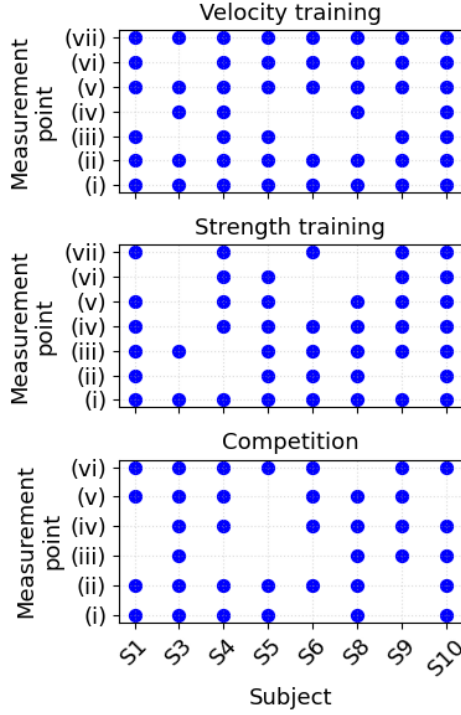 Velocity training
Measurement
point
(vii)
(vi)
(v)
(iv)
(iii)
(ii)
(i)
Strength training
Measurement
point
(vii)
(vi)
(v)
(iv)
(iii)
(ii)
(i)
Competition
Measurement
point
(vi)
(v)
(iv)
(iii)
(ii)
(i)
S1 S3 S4 S5 S6 S8 S9 S10
Subject